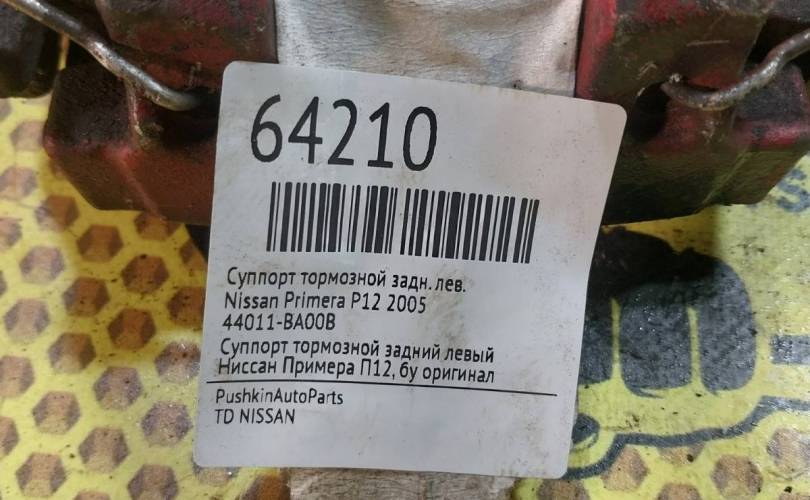 64210
Суппорт тормозной задн. лев.
Nissan Primera P12 2005
44011-BA00B
Суппорт тормозной задний левый
Ниссан Примера П12, бу оригинал
PushkinAutoParts
TD NISSAN